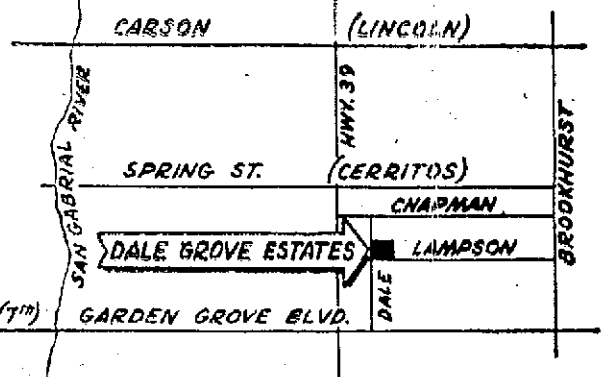 CARSON (LINCOLN)
SAN GABRIAL RIVER
HWY. 39
BROOKHURST
SPRING ST. (CERRITOS)
CHAPMAN
DALE GROVE ESTATES
LAMPSON
DALE
(7TH) GARDEN GROVE BLVD.